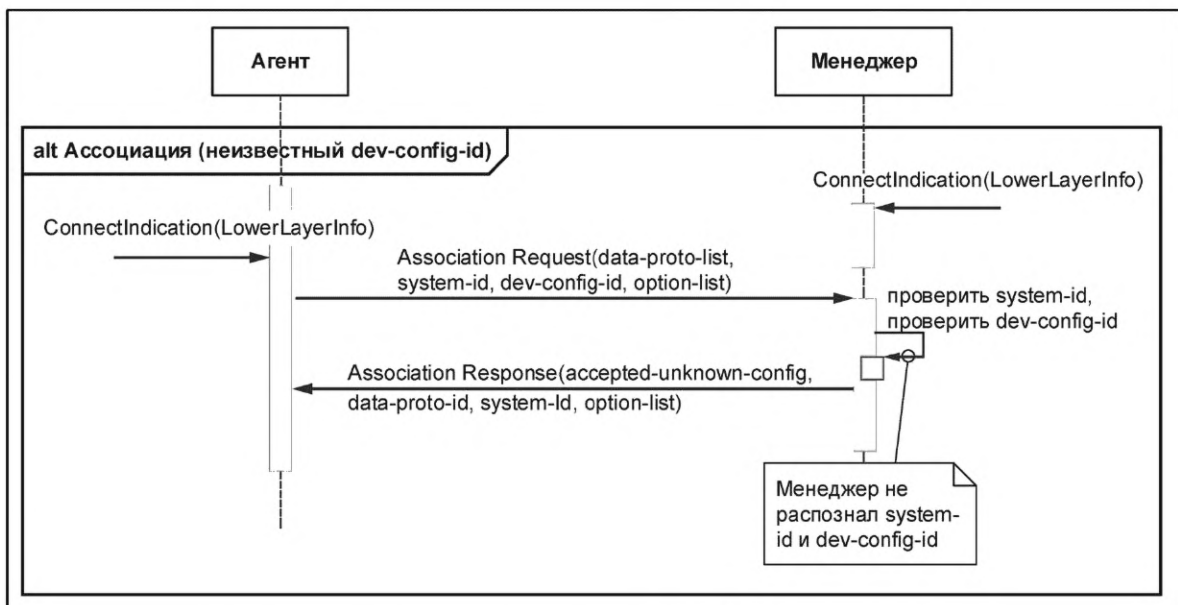 Агент
Менеджер
alt Ассоциация (неизвестный dev-config-id)
ConnectIndication(LowerLayerInfo)
ConnectIndication(LowerLayerInfo)
Association Request(data-proto-list,
system-id, dev-config-id, option-list)
проверить system-id,
проверить dev-config-id
Association Response(accepted-unknown-config,
data-proto-id, system-Id, option-list)
Менеджер не
распознал system-
id и dev-config-id